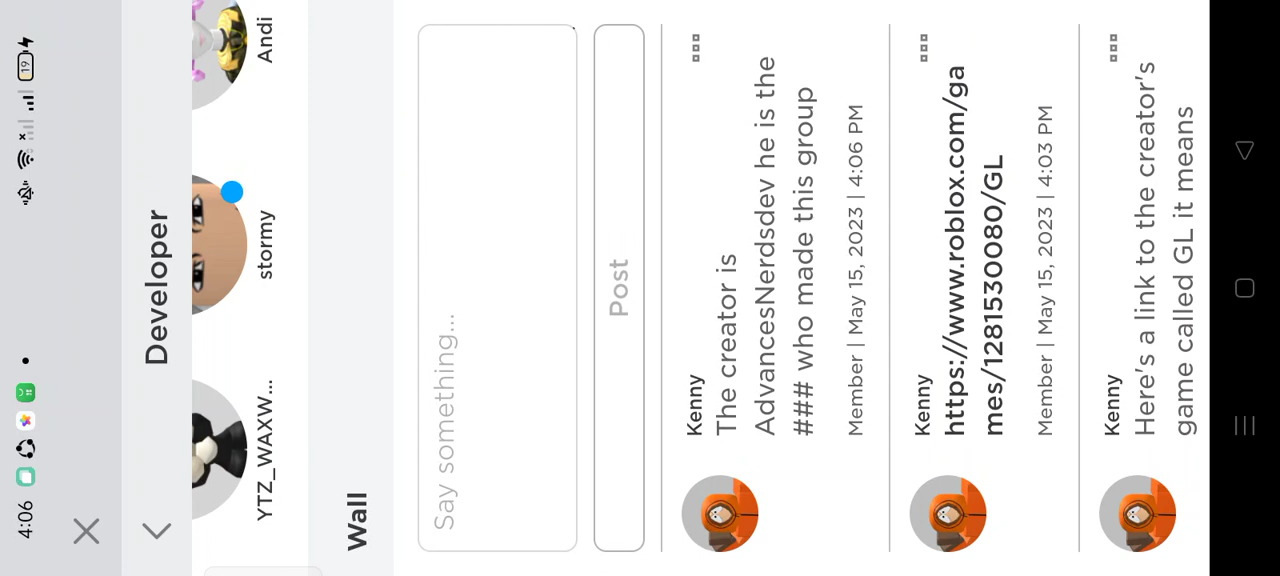 4:06
19
Developer
YTZ_WAXW...
stormy
Andi
Wall
Say something...
Post
Kenny
The creator is
AdvancesNerdsdev he is the
### who made this group
Member | May 15, 2023 | 4:06 PM
Kenny
https://www.roblox.com/ga
mes/1281530080/GL
Member | May 15, 2023 | 4:03 PM
Kenny
Here's a link to the creator's
game called GL it means